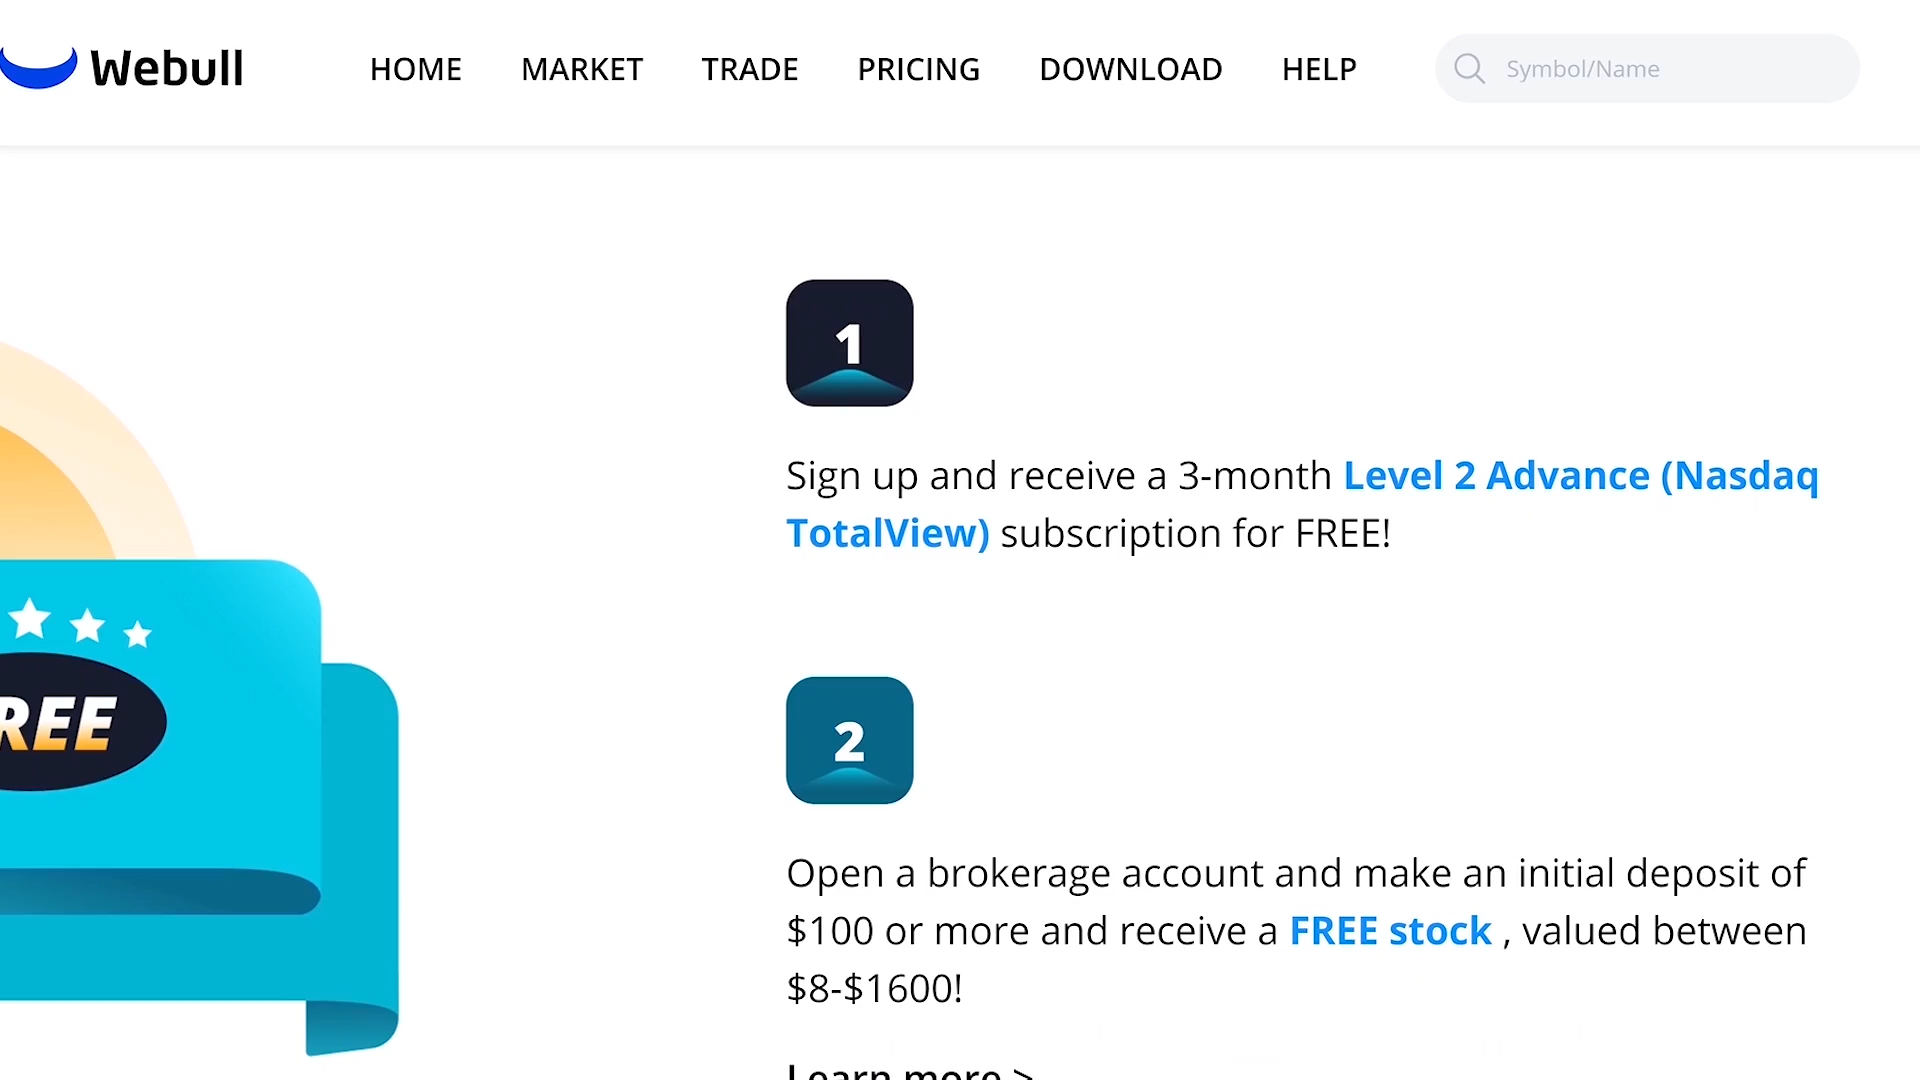 Webull
HOME
MARKET
TRADE
PRICING
DOWNLOAD
HELP
Symbol/Name
1
Sign up and receive a 3-month Level 2 Advance (Nasdaq
TotalView) subscription for FREE!
REE
2
Open a brokerage account and make an initial deposit of
$100 or more and receive a FREE stock , valued between
$8-$1600!
Learn more >